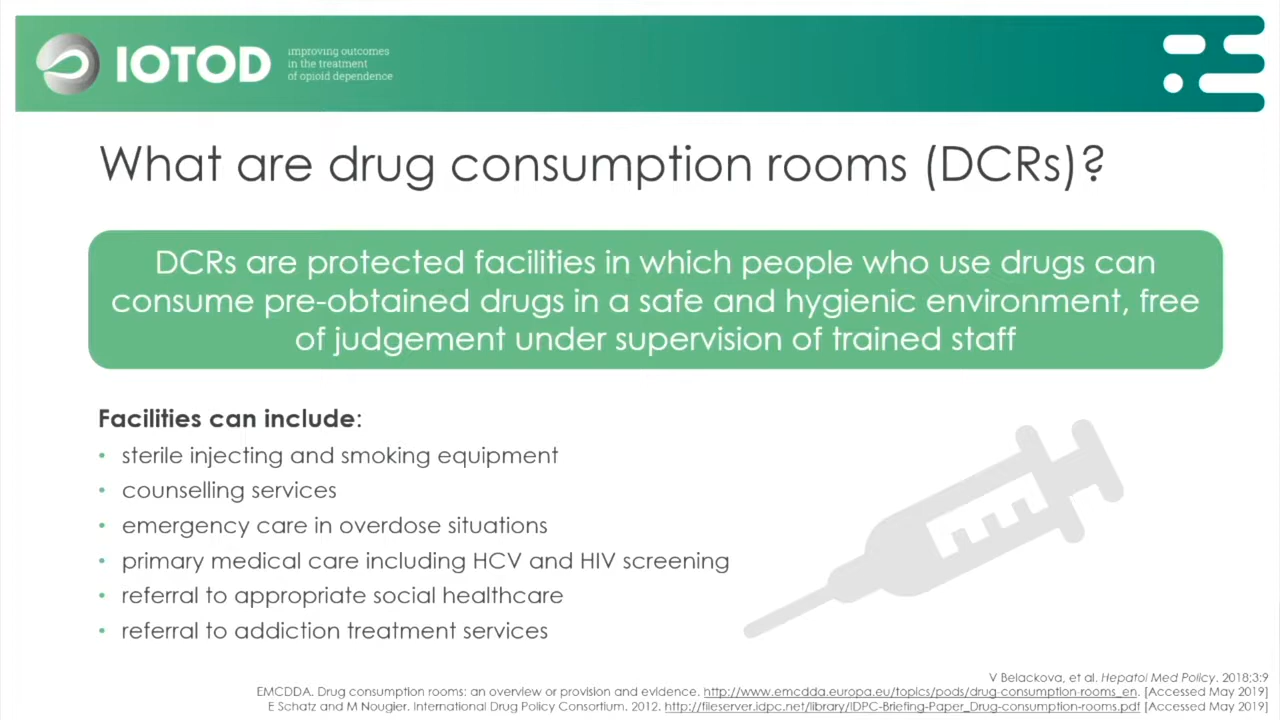 IOTOD
improving outcomes
in the treatment
of opioid dependence
What are drug consumption rooms (DCRs)?
DCRs are protected facilities in which people who use drugs can
consume pre-obtained drugs in a safe and hygienic environment, free
of judgement under supervision of trained staff
Facilities can include:
• sterile injecting and smoking equipment
• counselling services
• emergency care in overdose situations
• primary medical care including HCV and HIV screening
• referral to appropriate social healthcare
• referral to addiction treatment services
V Belackova, et al. Hepatol Med Policy. 2018;3:9
EMCDDA. Drug consumption rooms: an overview or provision and evidence. http://www.emcdda.europa.eu/topics/pods/drug-consumption-rooms_en. [Accessed May 2019]
E Schatz and M Nougier. International Drug Policy Consortium. 2012. http://fileserver.idpc.net/library/IDPC-Briefing-Paper_Drug-consumption-rooms.pdf [Accessed May 2019]